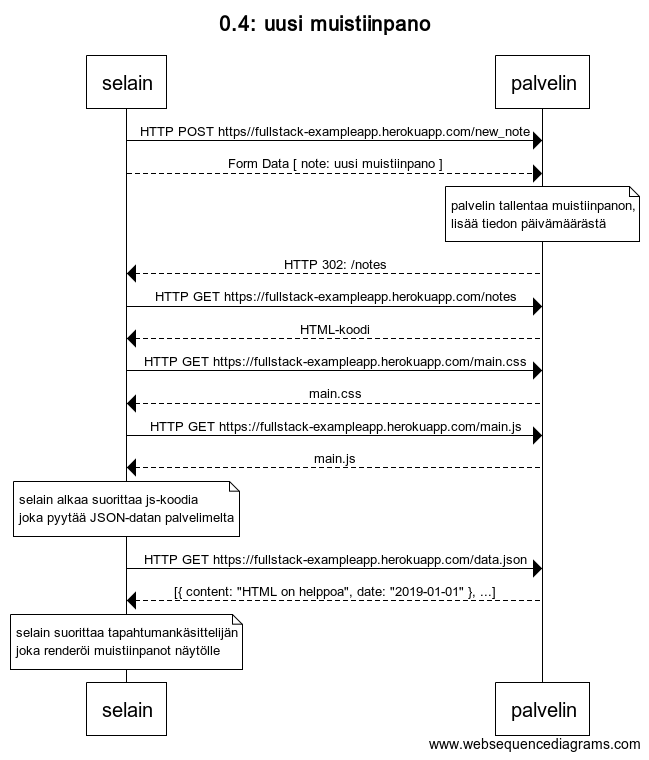 0.4: uusi muistiinpano
selain
palvelin
HTTP POST https//fullstack-exampleapp.herokuapp.com/new_note
Form Data [ note: uusi muistiinpano ]
palvelin tallentaa muistiinpanon,
lisää tiedon päivämäärästä
HTTP 302: /notes
HTTP GET https://fullstack-exampleapp.herokuapp.com/notes
HTML-koodi
HTTP GET https://fullstack-exampleapp.herokuapp.com/main.css
main.css
HTTP GET https://fullstack-exampleapp.herokuapp.com/main.js
main.js
selain alkaa suorittaa js-koodia
joka pyytää JSON-datan palvelimelta
HTTP GET https://fullstack-exampleapp.herokuapp.com/data.json
[{ content: "HTML on helppoa", date: "2019-01-01" }, ...]
selain suorittaa tapahtumankäsittelijän
joka renderöi muistiinpanot näytölle
selain
palvelin
www.websequencediagrams.com